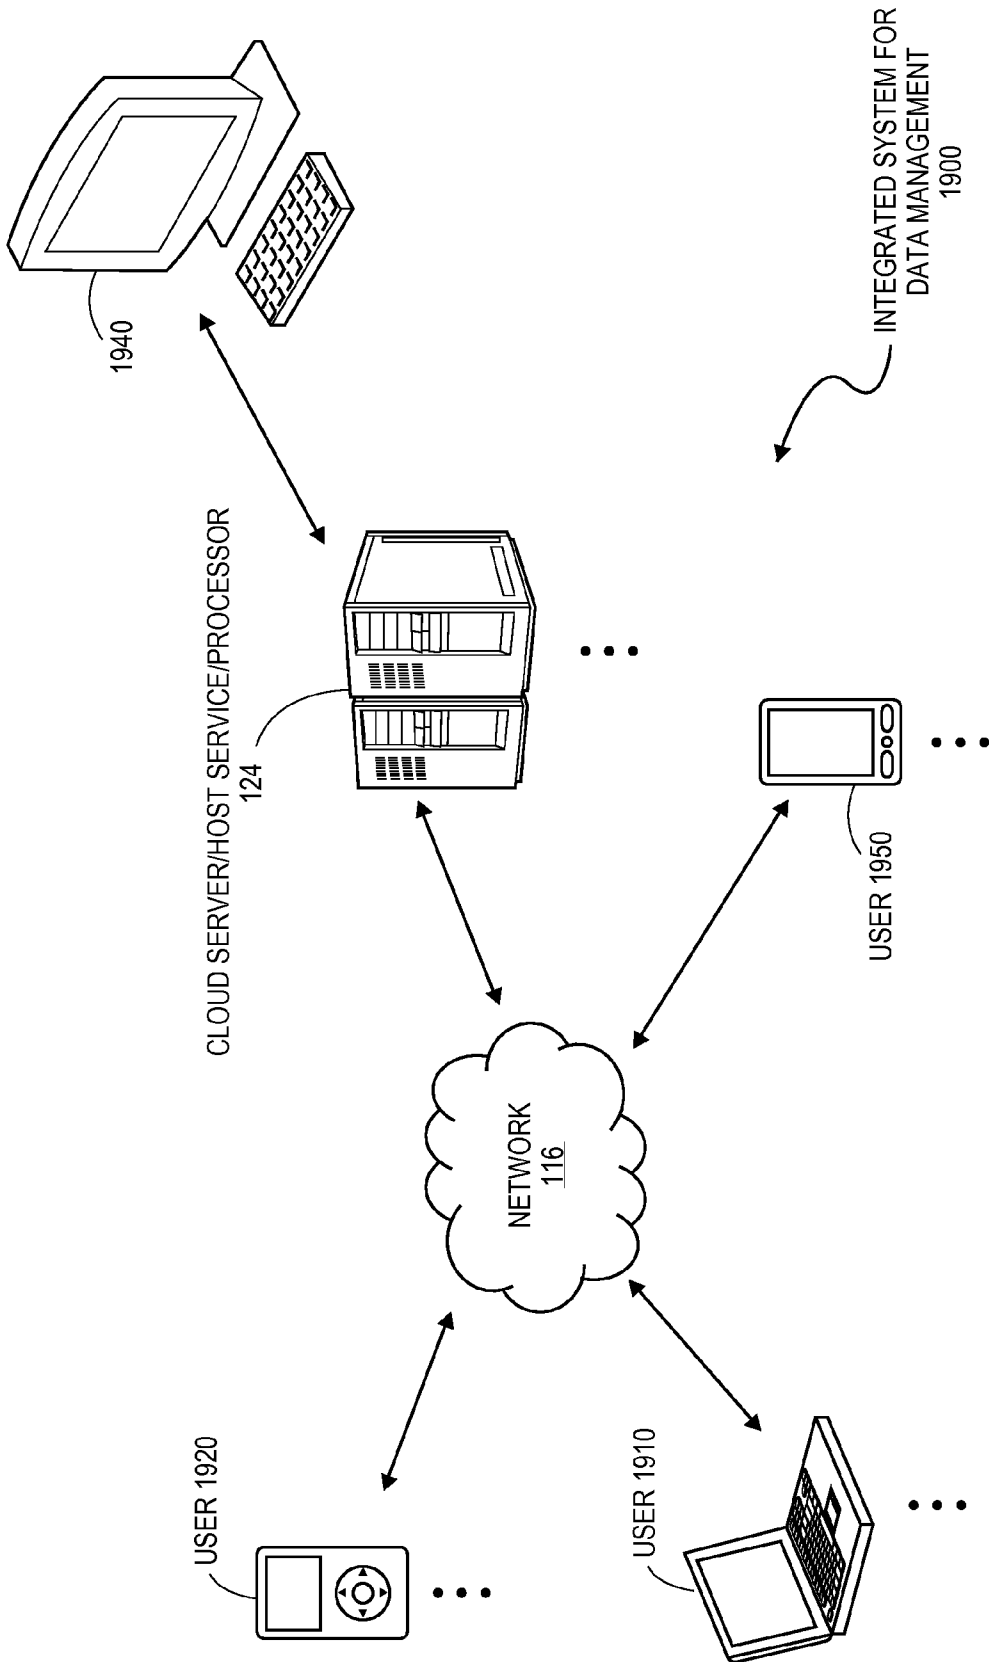 1940
CLOUD SERVER/HOST SERVICE/PROCESSOR
124
INTEGRATED SYSTEM FOR
DATA MANAGEMENT
1900
USER 1920
NETWORK
116
USER 1950
USER 1910